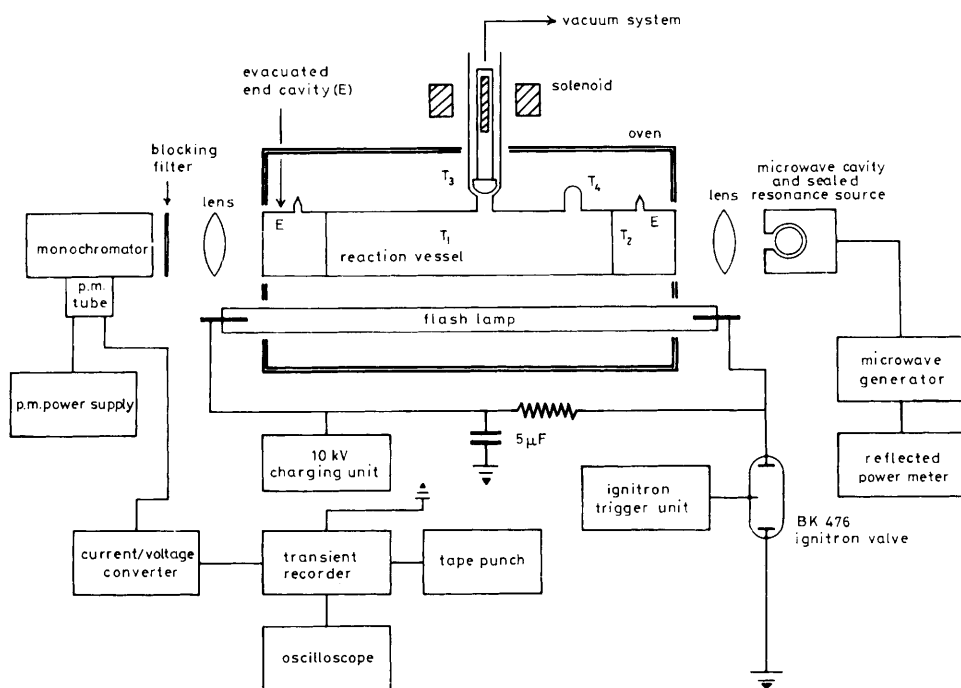 vacuum system
evacuated
end cavity(E)
solenoid
oven
blocking
filter
microwave cavity
and sealed
resonance source
lens
T3
T4
lens
E
E
T1
T2
monochromator
reaction vessel
p.m.
tube
flash lamp
microwave
generator
p.m.power supply
5μF
10 kV
charging unit
ignitron
trigger unit
reflected
power meter
BK 476
ignitron valve
current/voltage
converter
transient
recorder
tape punch
oscilloscope